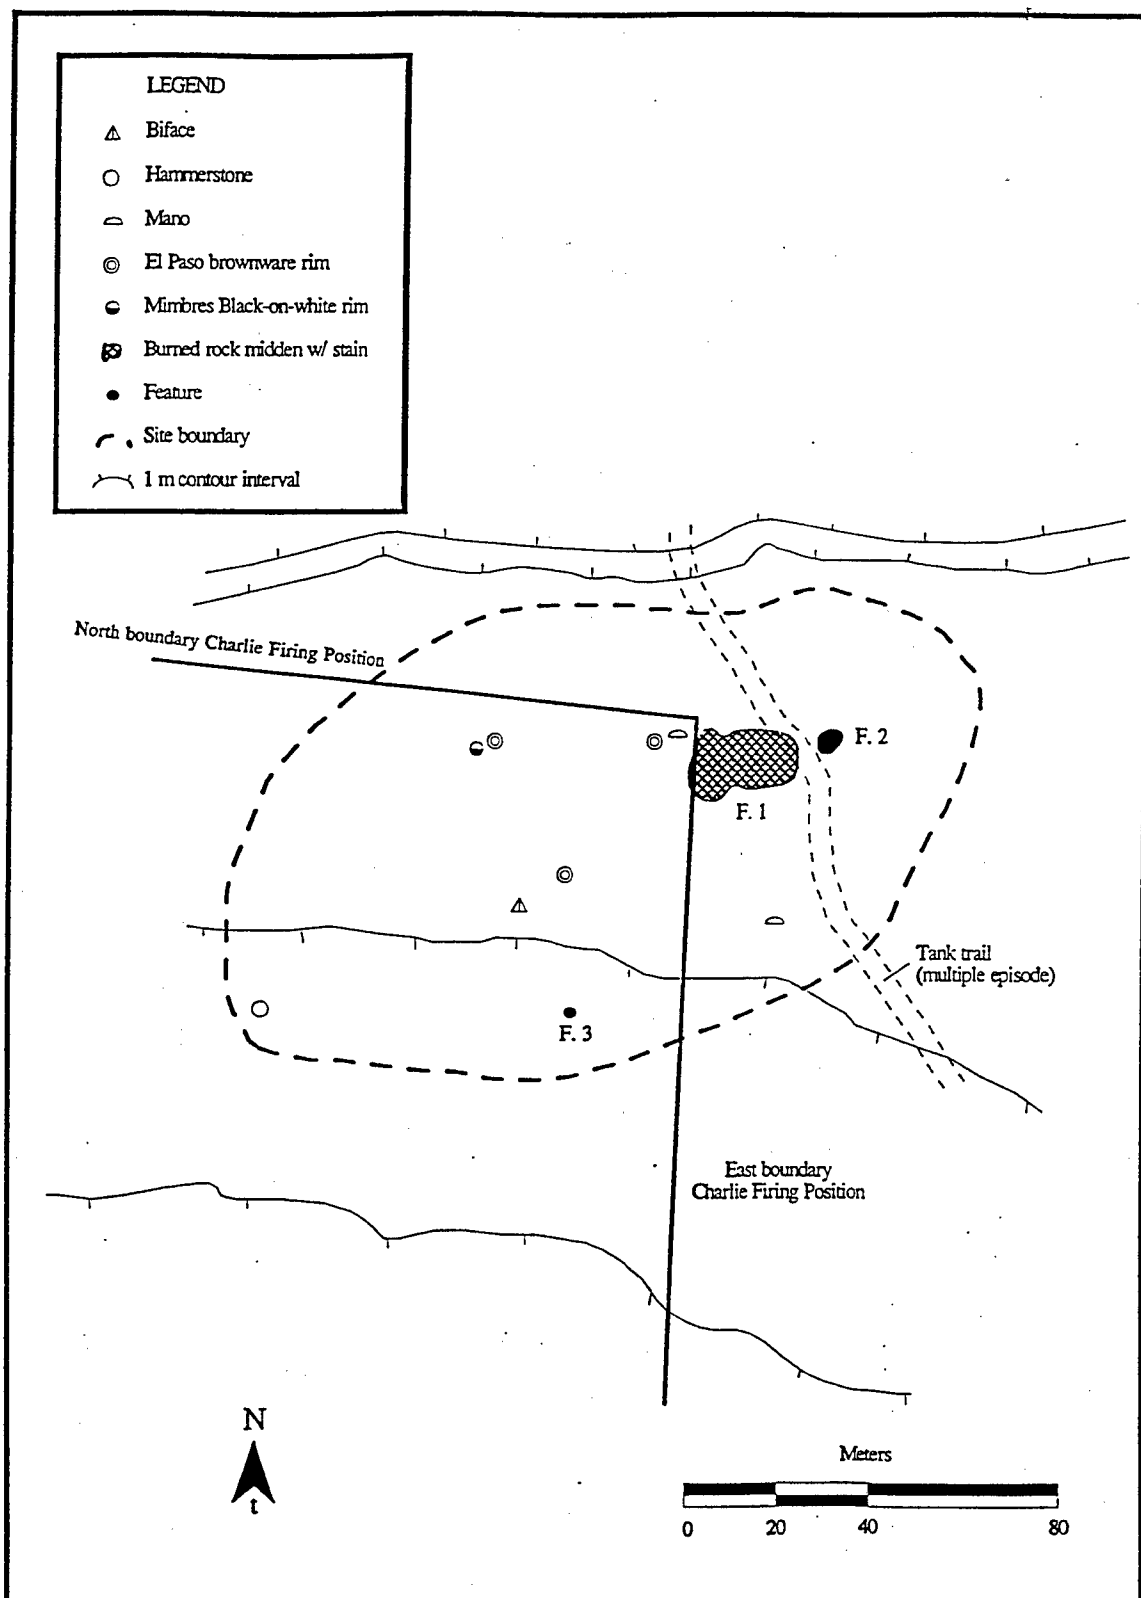 LEGEND
Biface
Hammerstone
Mano
El Paso brownware rim
Mimbres Black-on-white rim
Burned rock midden w/ stain
Feature
Site boundary
1 m contour interval
North boundary Charlie Firing Position
F. 2
F. 1
Tank trail
(multiple episode)
F. 3
East boundary
Charlie Firing Position
N
t
Meters
0 20 40 80